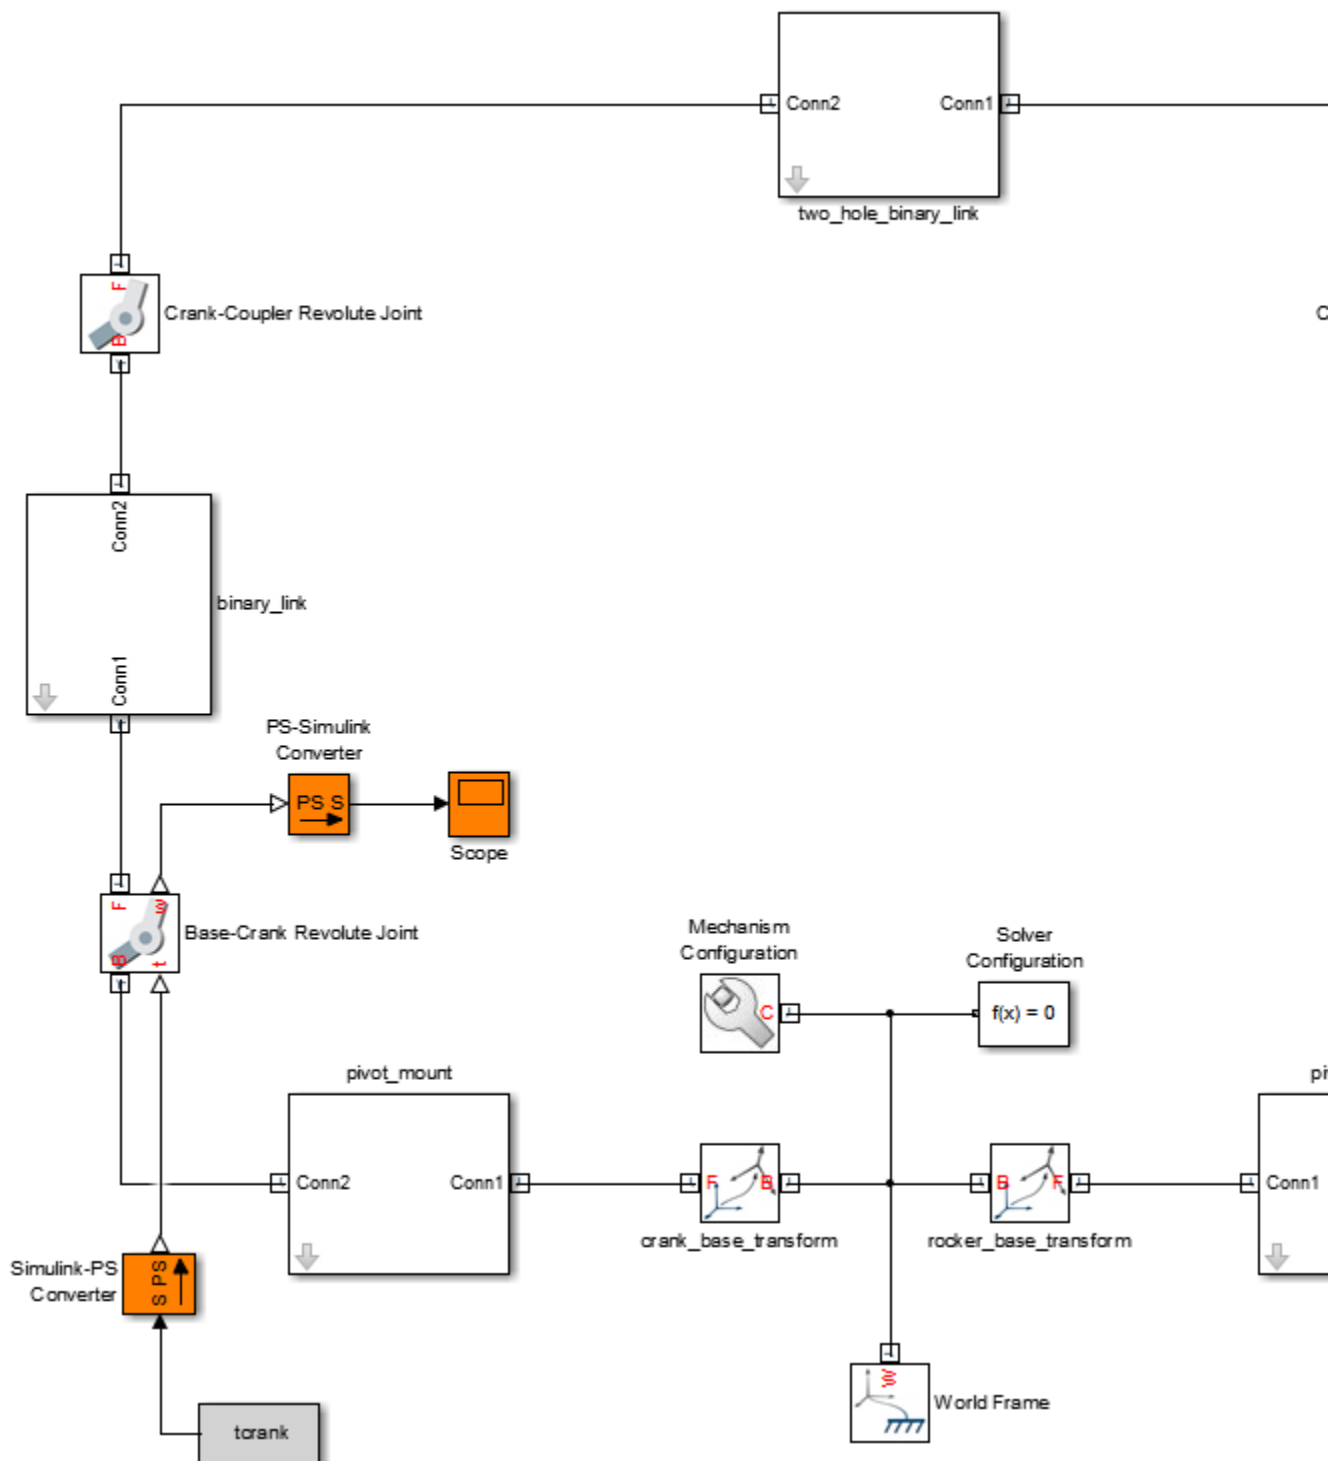 Conn2
Conn1
two_hole_binary_link
F
B
Crank-Coupler Revolute Joint
C
Conn2
Conn1
binary_link
PS-Simulink
Converter
PS S
Scope
F
w
B
t
Base-Crank Revolute Joint
Mechanism
Configuration
C
Solver
Configuration
f(x) = 0
pivot_mount
Conn2
Conn1
F
B
crank_base_transform
B
F
rocker_base_transform
pi
Conn1
Simulink-PS
Converter
S PS
W
World Frame
tcrank